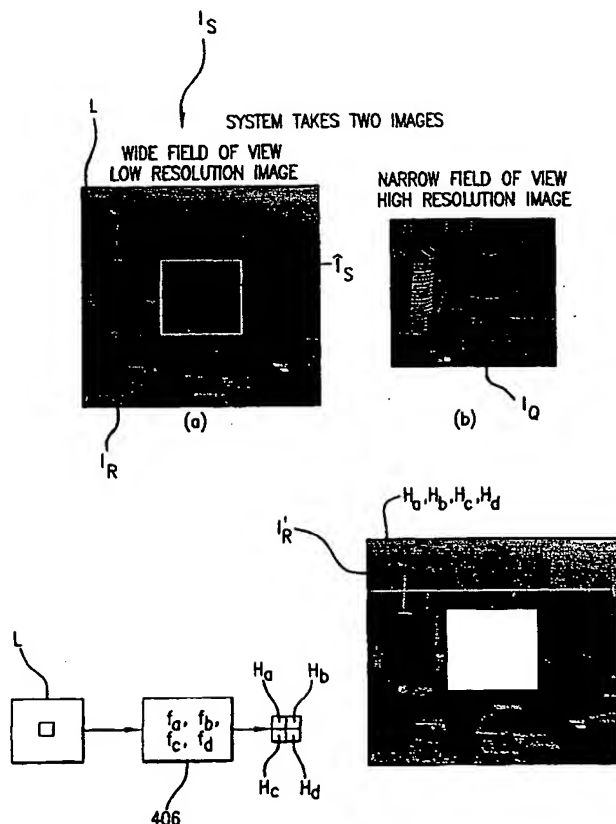 I_S
L
SYSTEM TAKES TWO IMAGES
WIDE FIELD OF VIEW
LOW RESOLUTION IMAGE
NARROW FIELD OF VIEW
HIGH RESOLUTION IMAGE
Î_S
(a)
(b)
I_R
I_Q
H_a, H_b, H_c, H_d
I'_R
L
H_a H_b
f_a, f_b,
f_c, f_d
H_c H_d
406